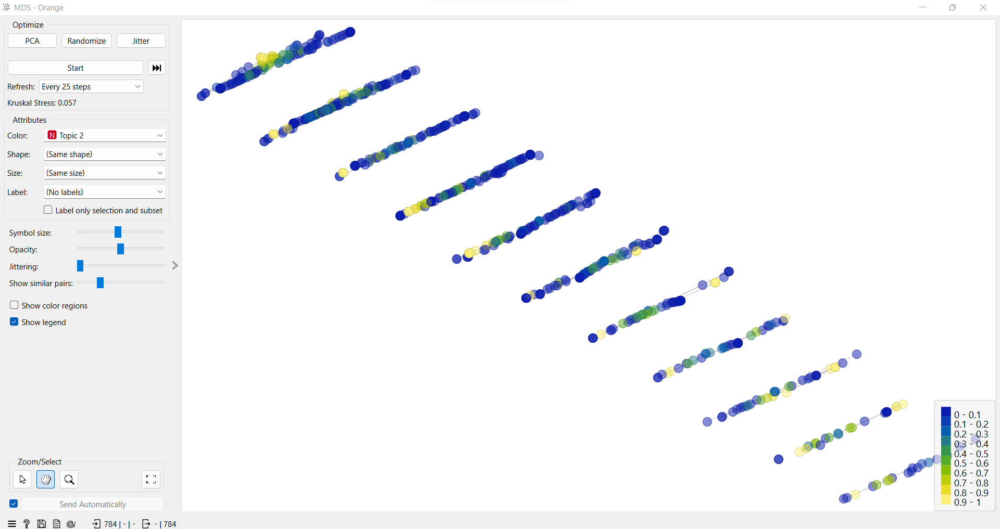 MDS - Orange
Optimize
PCA Randomize Jitter
Start
Refresh: Every 25 steps
Kruskal Stress: 0.057
Attributes
Color: N Topic 2
Shape: (Same shape)
Size: (Same size)
Label: (No labels)
Label only selection and subset
Symbol size:
Opacity:
Jittering:
Show similar pairs:
Show color regions
Show legend
Zoom/Select
Send Automatically
? 784 | - | - - | 784
0 - 0.1
0.1 - 0.2
0.2 - 0.3
0.3 - 0.4
0.4 - 0.5
0.5 - 0.6
0.6 - 0.7
0.7 - 0.8
0.8 - 0.9
0.9 - 1